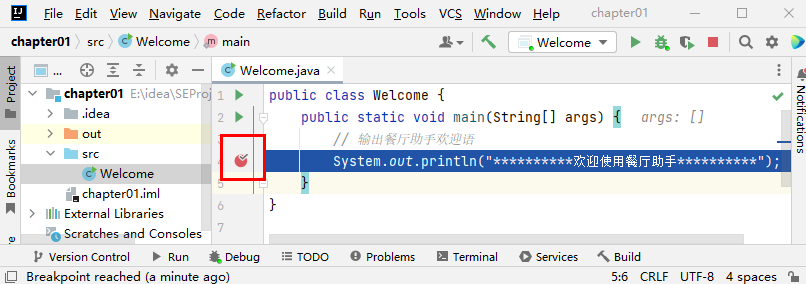 File Edit View Navigate Code Refactor Build Run Tools VCS Window Help chapter01
chapter01 src Welcome main Welcome
Project
... Welcome.java
chapter01 E:\idea\SEProj
.idea
out
src
Welcome
chapter01.iml
External Libraries
Scratches and Consoles
Bookmarks
1 public class Welcome {
2 public static void main(String[] args) { args: []
// 输出餐厅助手欢迎语
System.out.println("**********欢迎使用餐厅助手**********");
}
6 }
7
Notifications
Version Control Run Debug TODO Problems Terminal Services Build
Breakpoint reached (a minute ago) 5:6 CRLF UTF-8 4 spaces